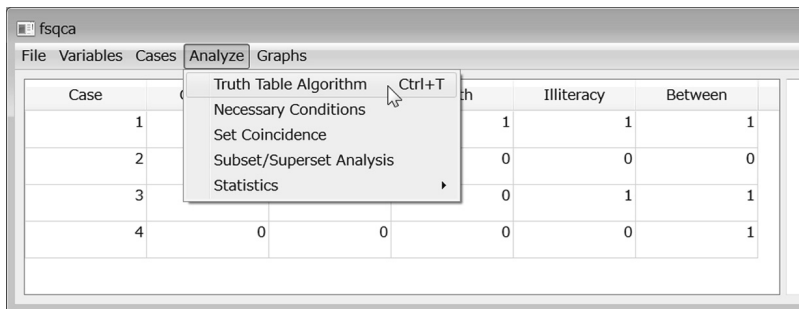 fsqca
File Variables Cases Analyze Graphs
Truth Table Algorithm Ctrl+T
Necessary Conditions
Set Coincidence
Subset/Superset Analysis
Statistics
Case Illiteracy Between
1 1 1 1
2 0 0 0
3 0 1 1
4 0 0 0 0 1